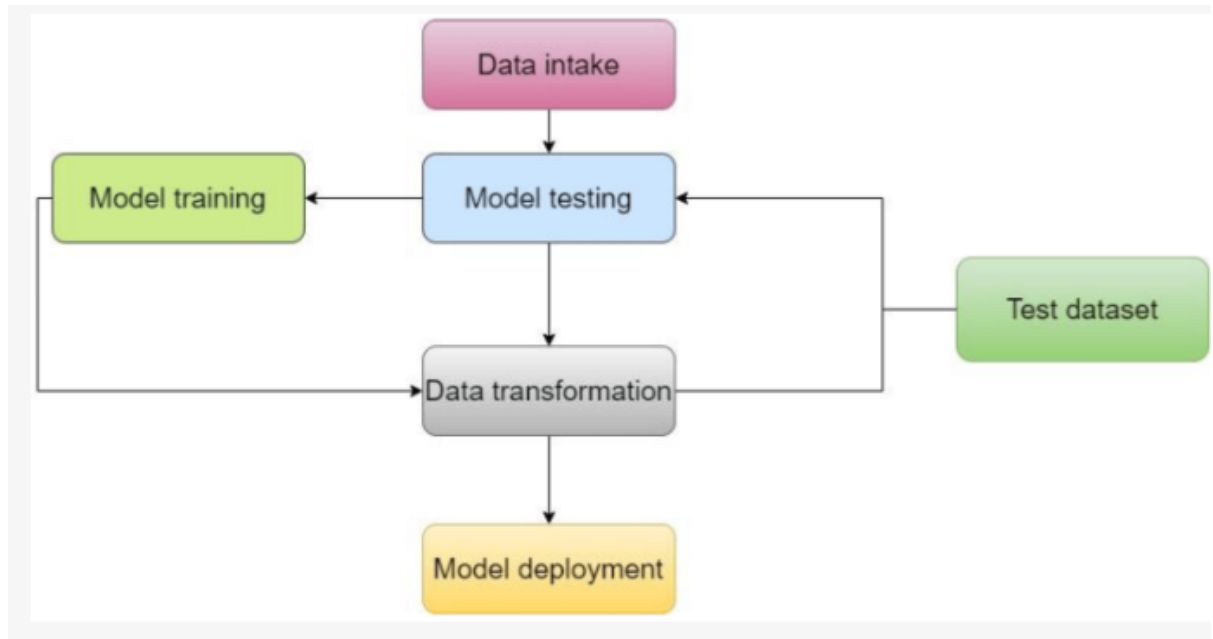 Data intake
Model training
Model testing
Test dataset
Data transformation
Model deployment